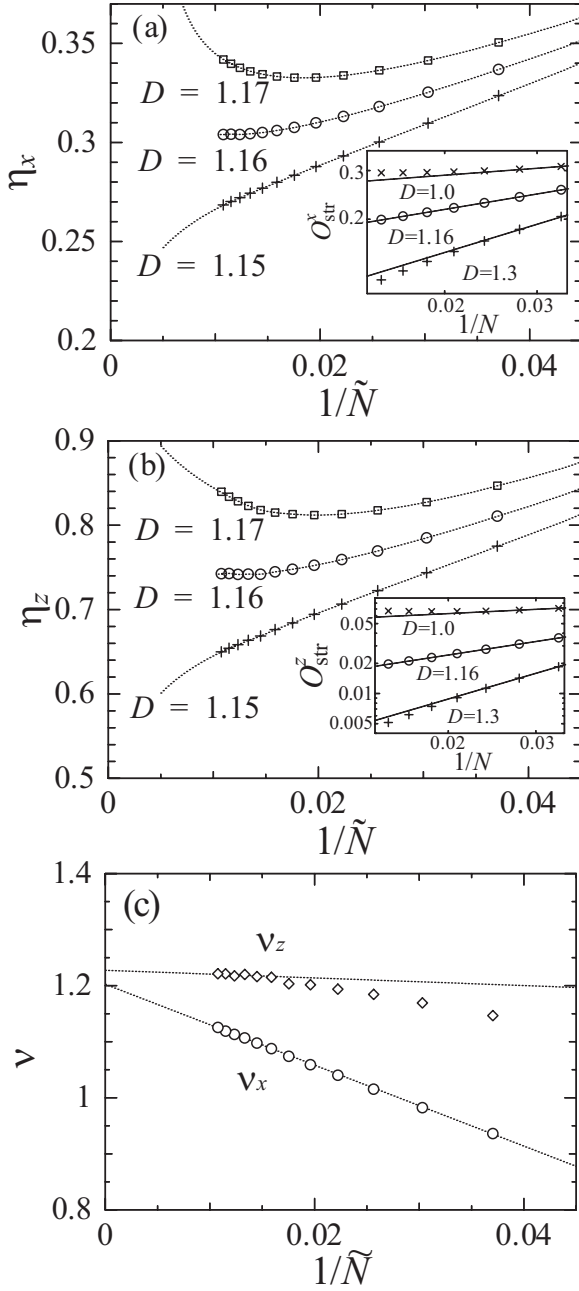 (a)
0.35
0.3
0.25
0.2
η_x
D = 1.17
D = 1.16
D = 1.15
0.3
0.2
O^x_str
D=1.0
D=1.16
D=1.3
0.02 0.03
1/N
0 0.02 0.04
1/Ñ
(b)
0.9
0.8
0.7
0.6
0.5
η_z
D = 1.17
D = 1.16
D = 1.15
0.05
0.02
0.01
0.005
O^z_str
D=1.0
D=1.16
D=1.3
0.02 0.03
1/N
0 0.02 0.04
1/Ñ
(c)
1.4
1.2
1
0.8
ν
ν_z
ν_x
0 0.02 0.04
1/Ñ